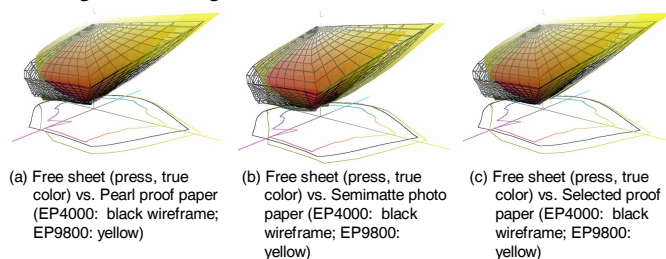 L
L
L
(a) Free sheet (press, true
color) vs. Pearl proof paper
(EP4000: black wireframe;
EP9800: yellow)
(b) Free sheet (press, true
color) vs. Semimatte photo
paper (EP4000: black
wireframe; EP9800:
yellow)
(c) Free sheet (press, true
color) vs. Selected proof
paper (EP4000: black
wireframe; EP9800:
yellow)